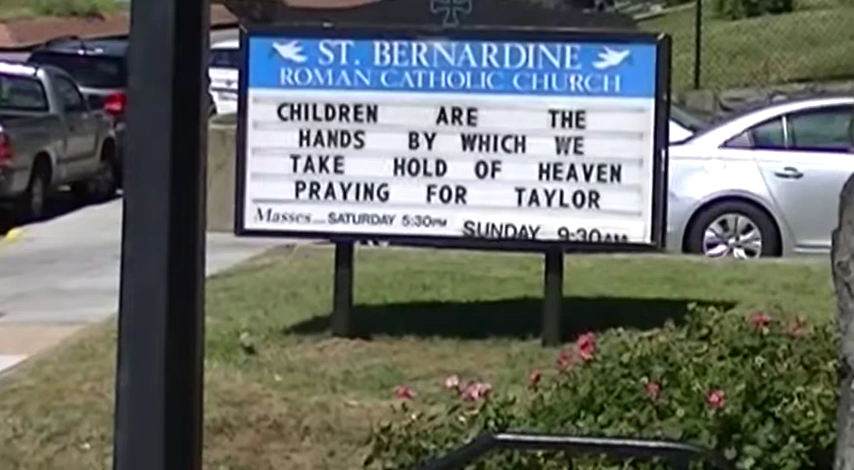 ST. BERNARDINE
ROMAN CATHOLIC CHURCH
CHILDREN ARE THE
HANDS BY WHICH WE
TAKE HOLD OF HEAVEN
PRAYING FOR TAYLOR
Masses... SATURDAY 5:30PM SUNDAY 9:30AM